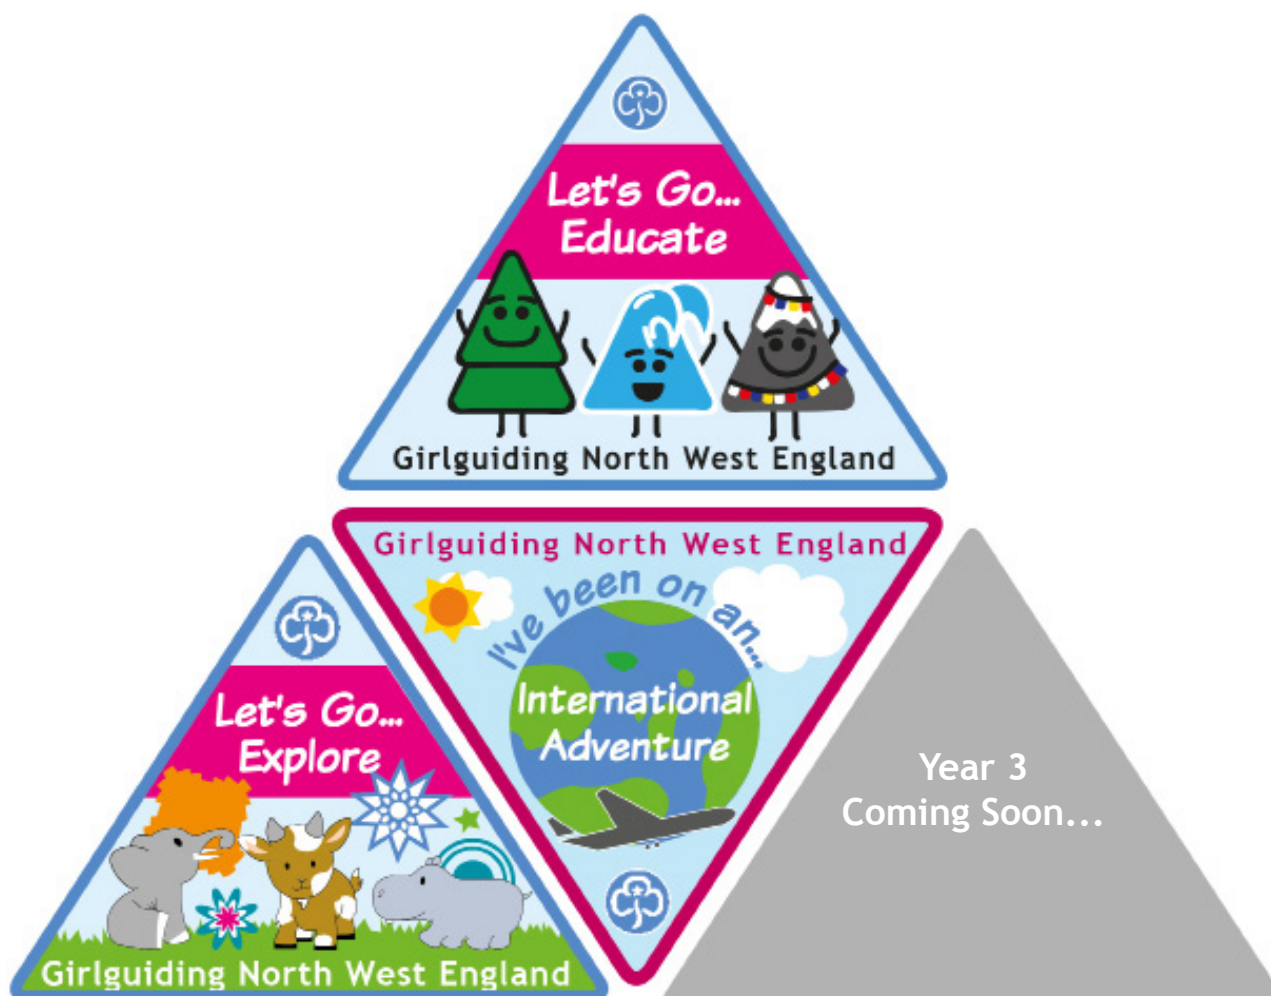 Let's Go...
Educate
Girlguiding North West England
Girlguiding North West England
I've been on an...
International
Adventure
Let's Go...
Explore
Girlguiding North West England
Year 3
Coming Soon...